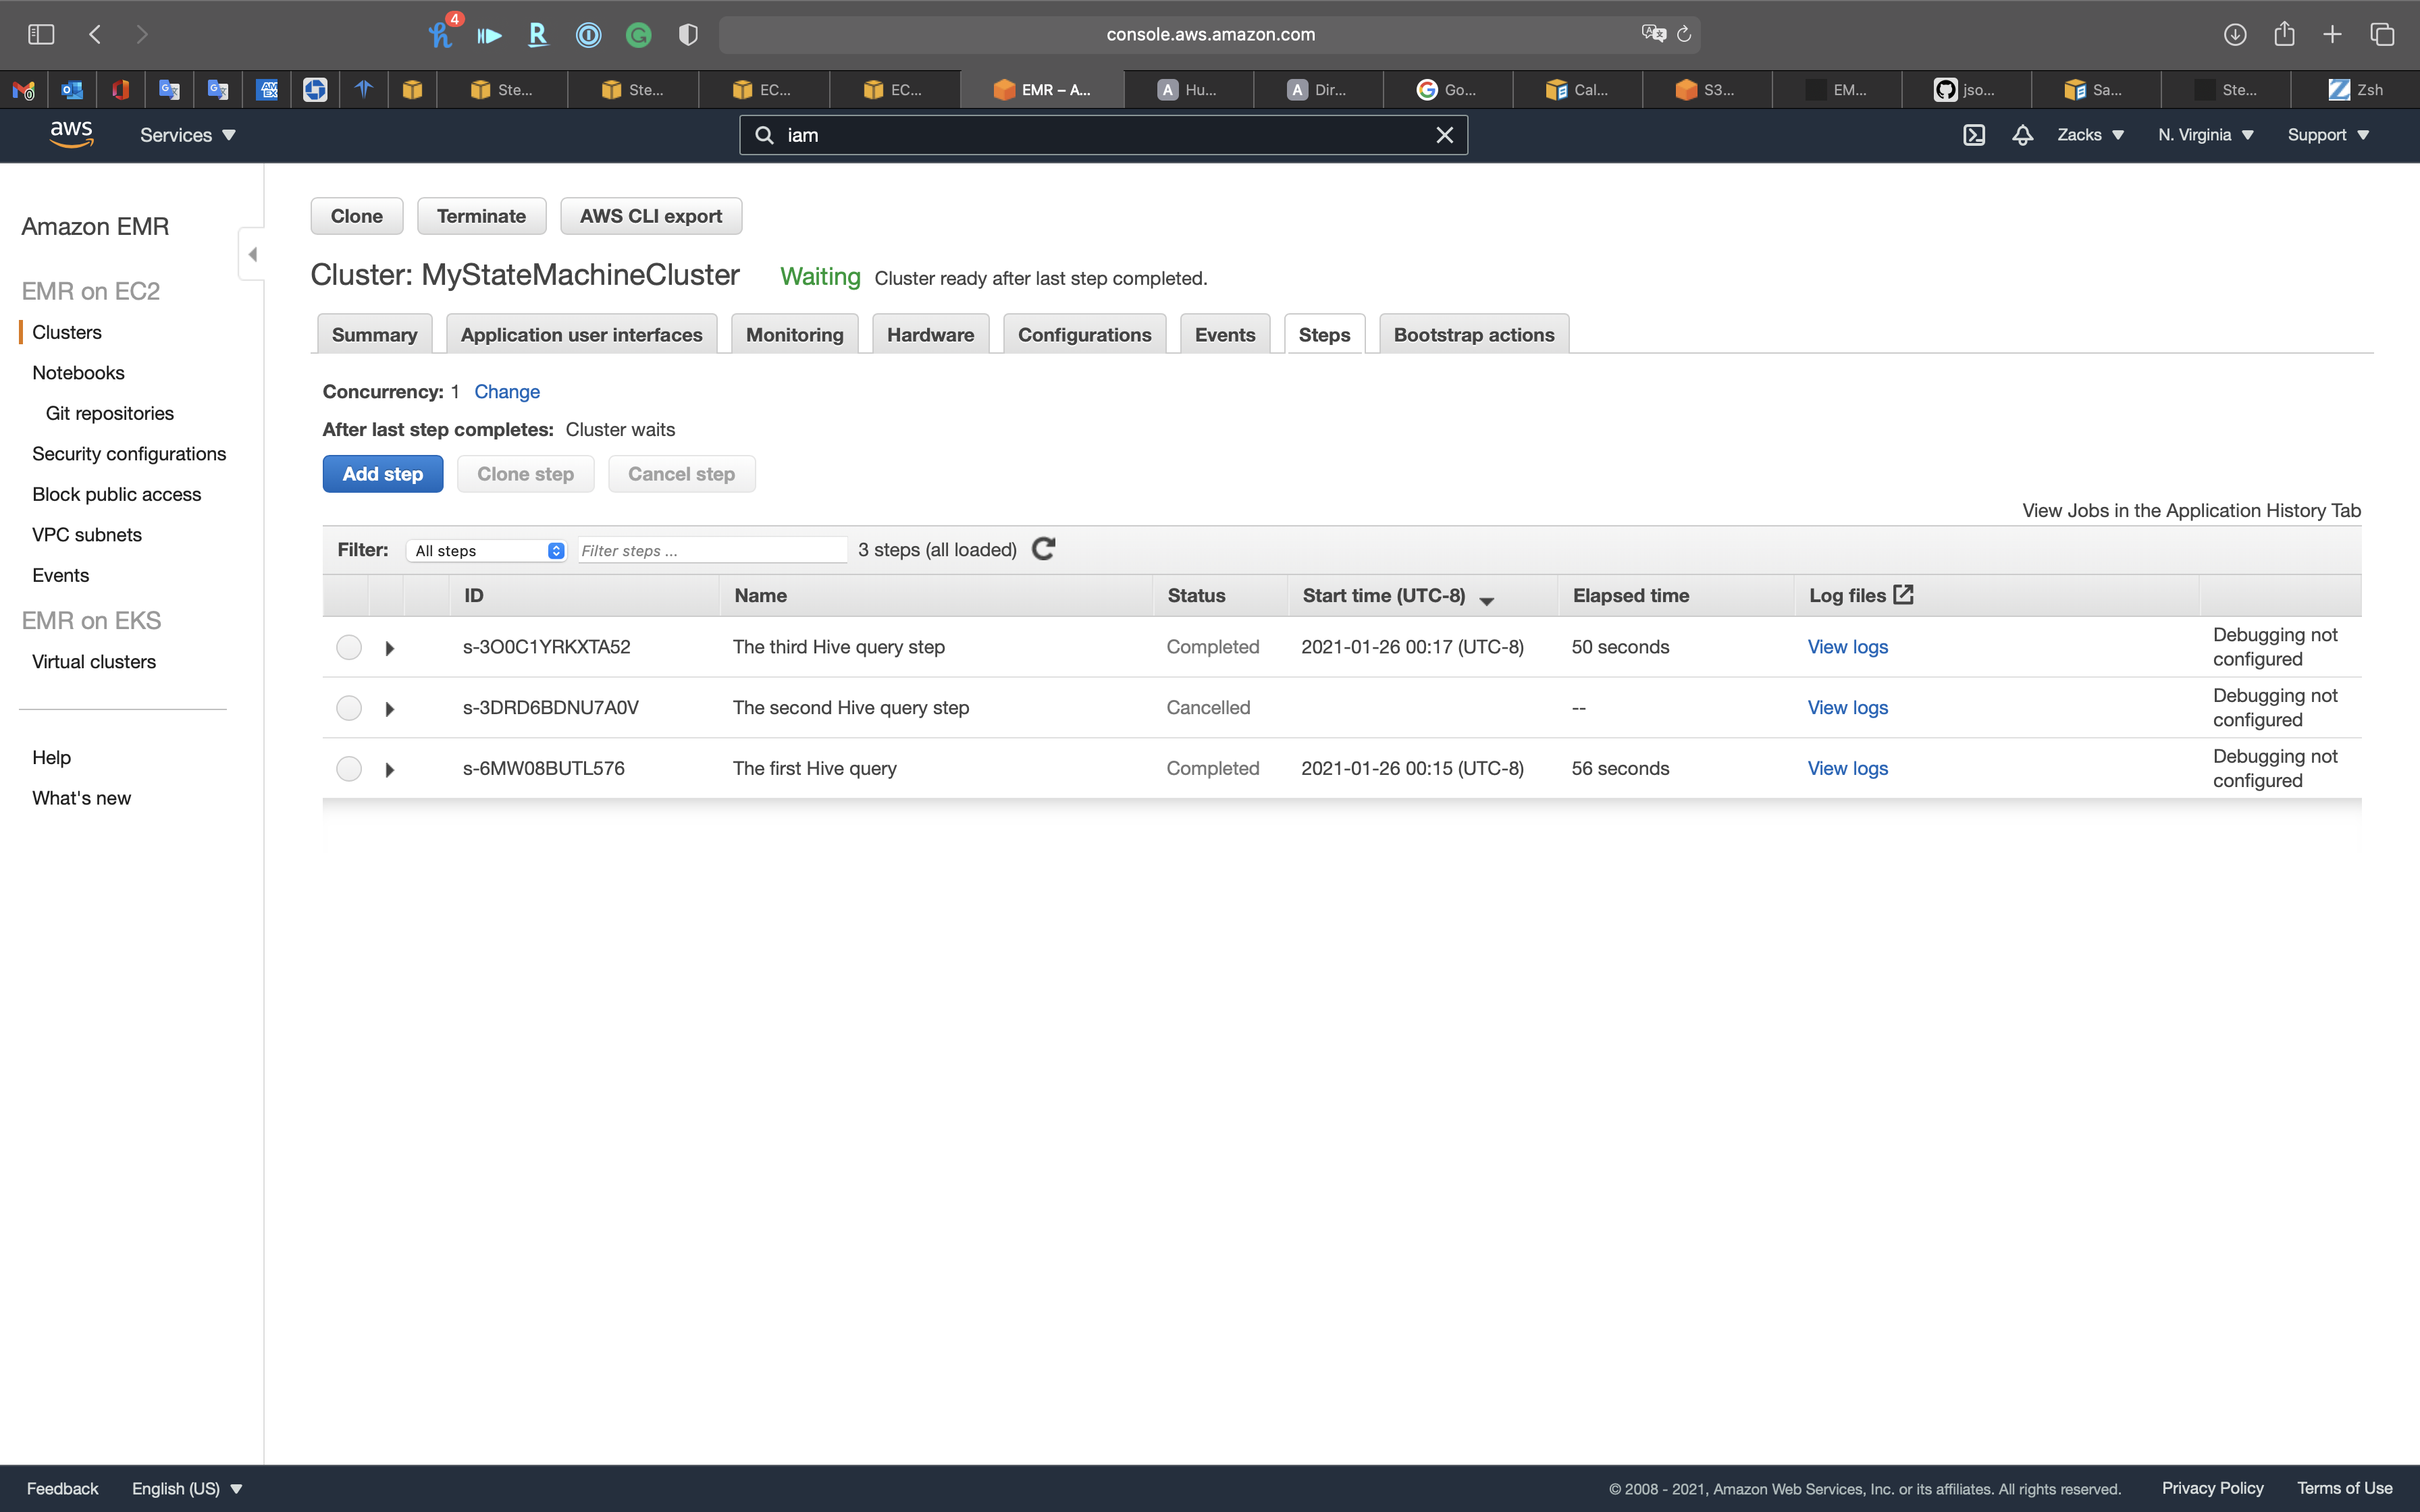 4
console.aws.amazon.com
Ste... Ste... EC... EC... EMR – A... Hu... Dir... Go... Cal... S3... EM... jso... Sa... Ste... Zsh
aws Services iam Zacks N. Virginia Support
Amazon EMR
EMR on EC2
Clusters
Notebooks
Git repositories
Security configurations
Block public access
VPC subnets
Events
EMR on EKS
Virtual clusters
Help
What's new
Clone Terminate AWS CLI export
Cluster: MyStateMachineCluster Waiting Cluster ready after last step completed.
Summary Application user interfaces Monitoring Hardware Configurations Events Steps Bootstrap actions
Concurrency: 1 Change
After last step completes: Cluster waits
Add step Clone step Cancel step
View Jobs in the Application History Tab
Filter: All steps Filter steps ... 3 steps (all loaded)
ID Name Status Start time (UTC-8) Elapsed time Log files
s-3O0C1YRKXTA52 The third Hive query step Completed 2021-01-26 00:17 (UTC-8) 50 seconds View logs Debugging not
configured
s-3DRD6BDNU7A0V The second Hive query step Cancelled -- View logs Debugging not
configured
s-6MW08BUTL576 The first Hive query Completed 2021-01-26 00:15 (UTC-8) 56 seconds View logs Debugging not
configured
Feedback English (US) © 2008 - 2021, Amazon Web Services, Inc. or its affiliates. All rights reserved. Privacy Policy Terms of Use